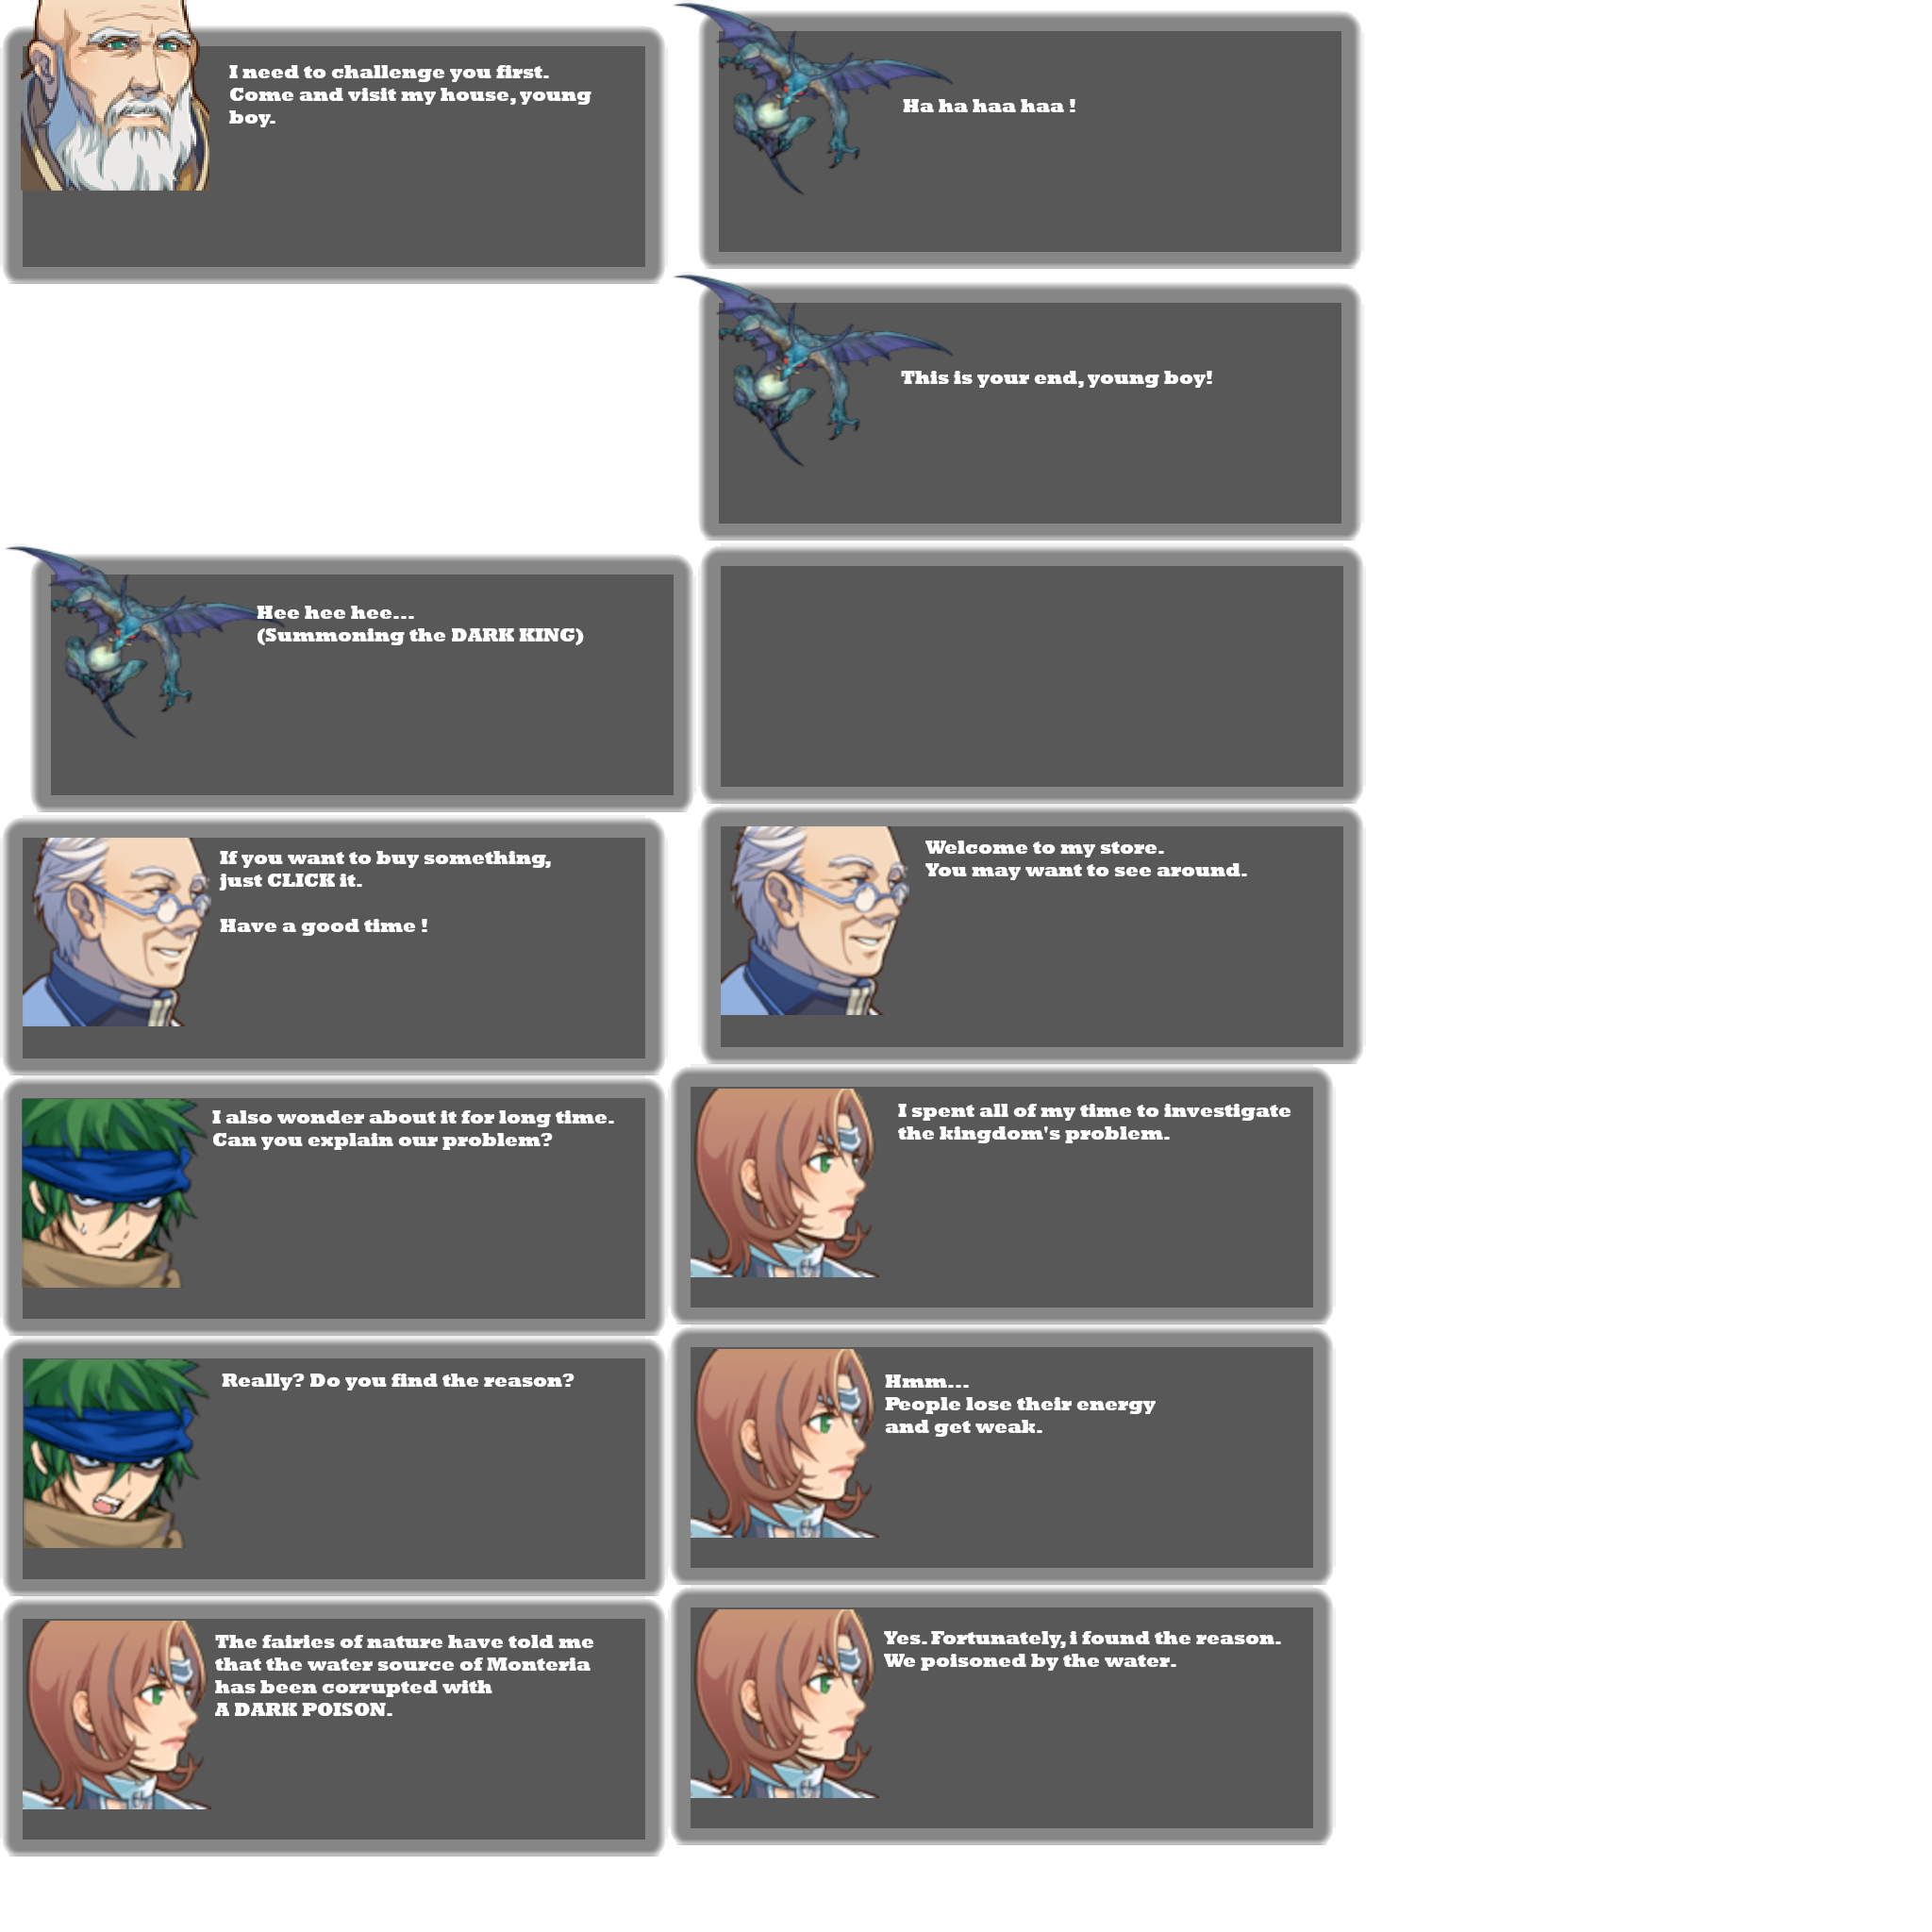 I need to challenge you first.
Come and visit my house, young
boy.
Ha ha haa haa !
This is your end, young boy!
Hee hee hee...
(Summoning the DARK KING)
If you want to buy something,
just CLICK it.
Have a good time !
Welcome to my store.
You may want to see around.
I also wonder about it for long time.
Can you explain our problem?
I spent all of my time to investigate
the kingdom's problem.
Really? Do you find the reason?
Hmm...
People lose their energy
and get weak.
The fairies of nature have told me
that the water source of Monteria
has been corrupted with
A DARK POISON.
Yes. Fortunately, i found the reason.
We poisoned by the water.